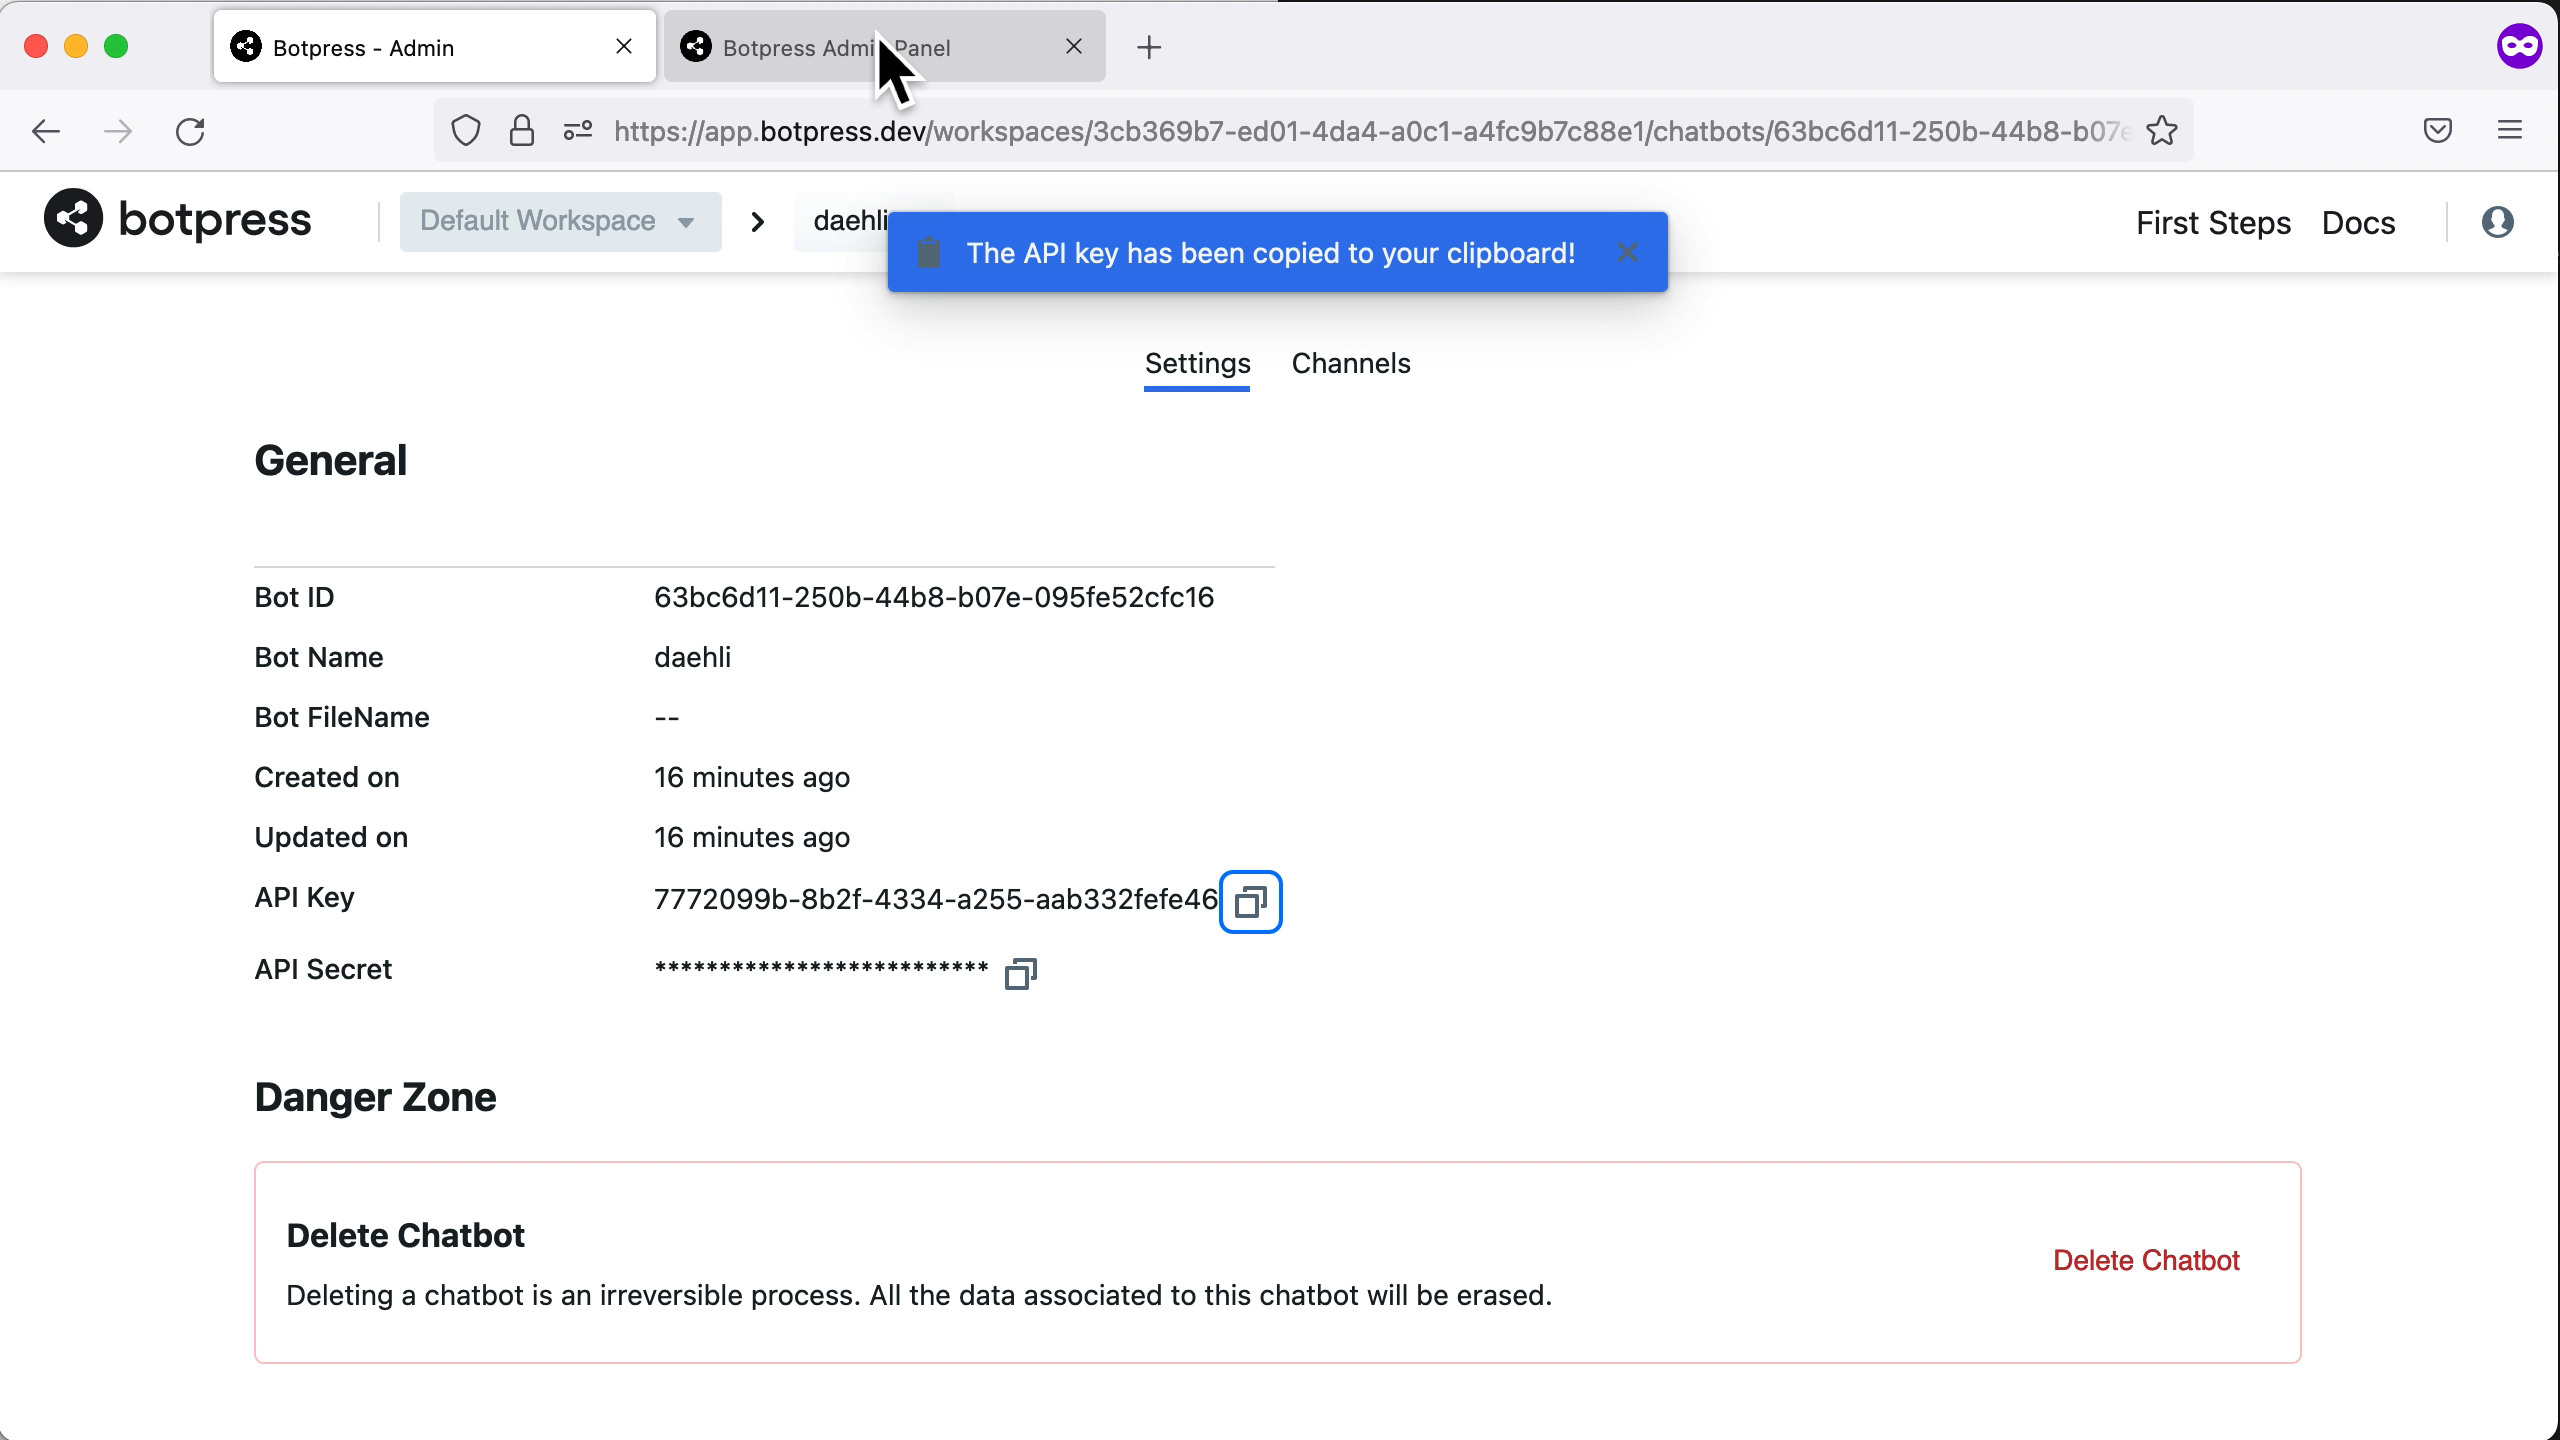 Botpress - Admin
Botpress Admin Panel
https://app.botpress.dev/workspaces/3cb369b7-ed01-4da4-a0c1-a4fc9b7c88e1/chatbots/63bc6d11-250b-44b8-b07e
botpress
Default Workspace
daehli
First Steps
Docs
The API key has been copied to your clipboard!
Settings
Channels
General
Bot ID 63bc6d11-250b-44b8-b07e-095fe52cfc16
Bot Name daehli
Bot FileName --
Created on 16 minutes ago
Updated on 16 minutes ago
API Key 7772099b-8b2f-4334-a255-aab332fefe46
API Secret **************************
Danger Zone
Delete Chatbot
Deleting a chatbot is an irreversible process. All the data associated to this chatbot will be erased.
Delete Chatbot